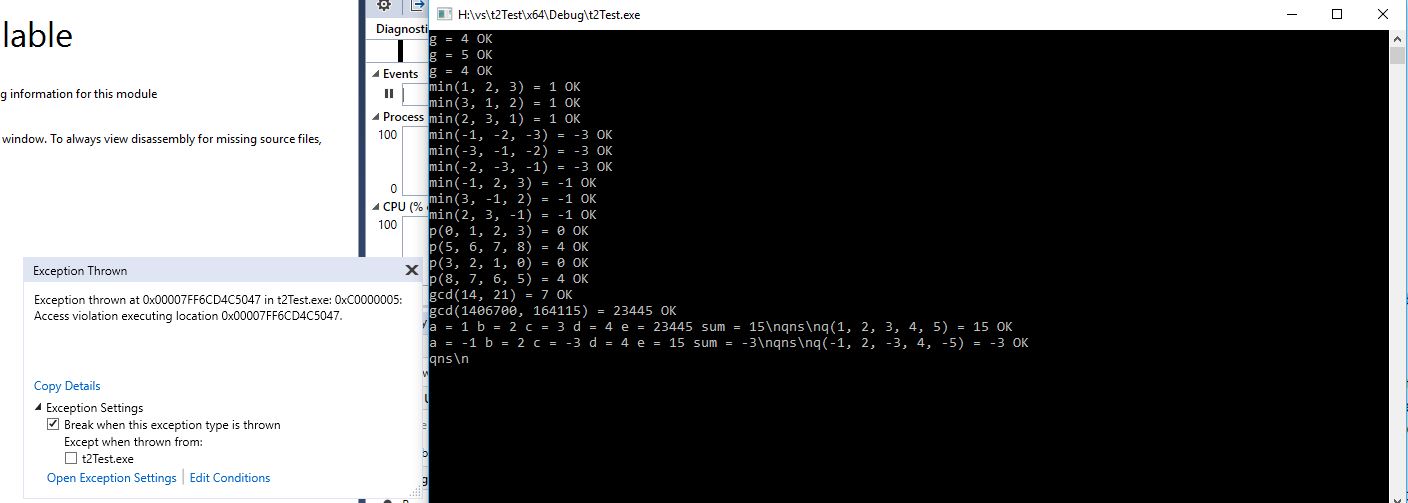 lable
g information for this module
window. To always view disassembly for missing source files,
Diagnosti
Events
Process
100
0
CPU (%
100
Exception Thrown
Exception thrown at 0x00007FF6CD4C5047 in t2Test.exe: 0xC0000005:
Access violation executing location 0x00007FF6CD4C5047.
Copy Details
Exception Settings
Break when this exception type is thrown
Except when thrown from:
t2Test.exe
Open Exception Settings | Edit Conditions
H:\vs\t2Test\x64\Debug\t2Test.exe
g = 4 OK
g = 5 OK
g = 4 OK
min(1, 2, 3) = 1 OK
min(3, 1, 2) = 1 OK
min(2, 3, 1) = 1 OK
min(-1, -2, -3) = -3 OK
min(-3, -1, -2) = -3 OK
min(-2, -3, -1) = -3 OK
min(-1, 2, 3) = -1 OK
min(3, -1, 2) = -1 OK
min(2, 3, -1) = -1 OK
p(0, 1, 2, 3) = 0 OK
p(5, 6, 7, 8) = 4 OK
p(3, 2, 1, 0) = 0 OK
p(8, 7, 6, 5) = 4 OK
gcd(14, 21) = 7 OK
gcd(1406700, 164115) = 23445 OK
a = 1 b = 2 c = 3 d = 4 e = 23445 sum = 15\nqns\nq(1, 2, 3, 4, 5) = 15 OK
a = -1 b = 2 c = -3 d = 4 e = 15 sum = -3\nqns\nq(-1, 2, -3, 4, -5) = -3 OK
qns\n